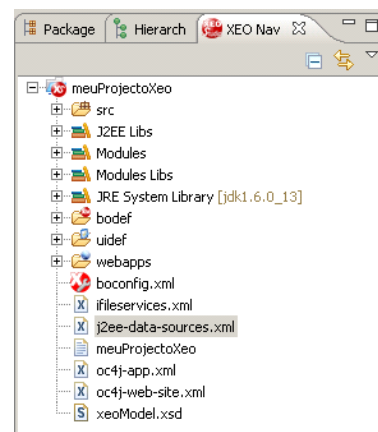 Package Hierarch XEO Nav
meuProjectoXeo
src
J2EE Libs
Modules
Modules Libs
JRE System Library [jdk1.6.0_13]
bodef
uidef
webapps
boconfig.xml
ifileservices.xml
j2ee-data-sources.xml
meuProjectoXeo
oc4j-app.xml
oc4j-web-site.xml
xeoModel.xsd